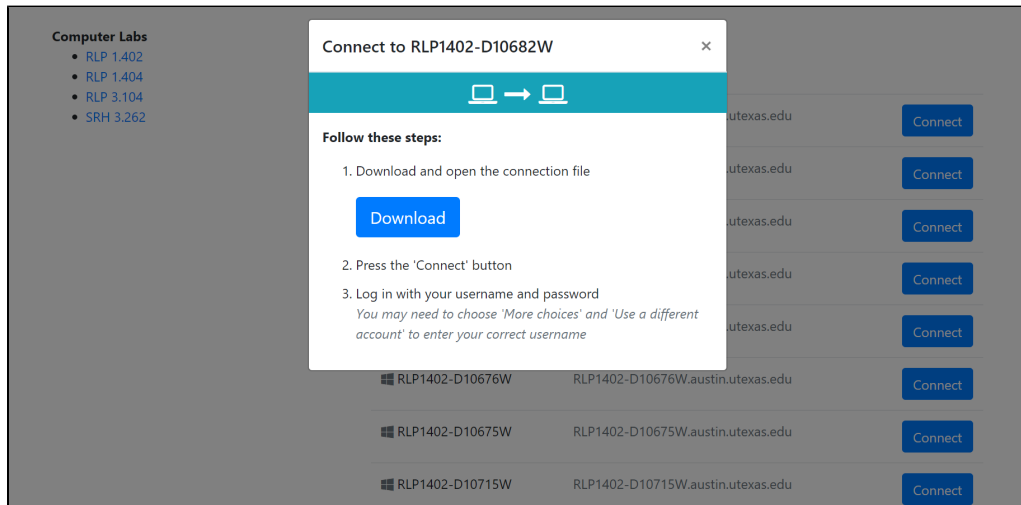 Computer Labs
RLP 1.402
RLP 1.404
RLP 3.104
SRH 3.262
Connect to RLP1402-D10682W
×
Follow these steps:
1. Download and open the connection file
Download
2. Press the 'Connect' button
3. Log in with your username and password
You may need to choose 'More choices' and 'Use a different
account' to enter your correct username
.utexas.edu Connect
.utexas.edu Connect
.utexas.edu Connect
.utexas.edu Connect
.utexas.edu Connect
RLP1402-D10676W RLP1402-D10676W.austin.utexas.edu Connect
RLP1402-D10675W RLP1402-D10675W.austin.utexas.edu Connect
RLP1402-D10715W RLP1402-D10715W.austin.utexas.edu Connect